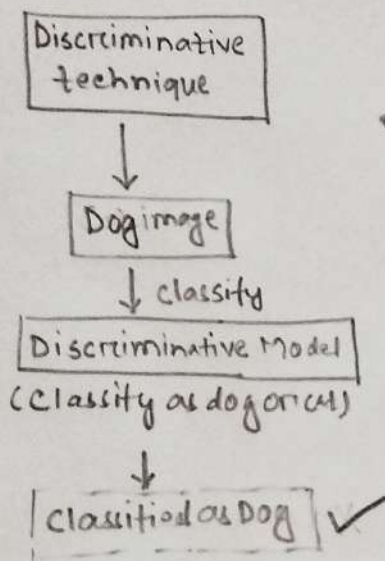 Discriminative
technique
Dog image
classify
Discriminative Model
(Classify as dog or cat)
Classified as Dog